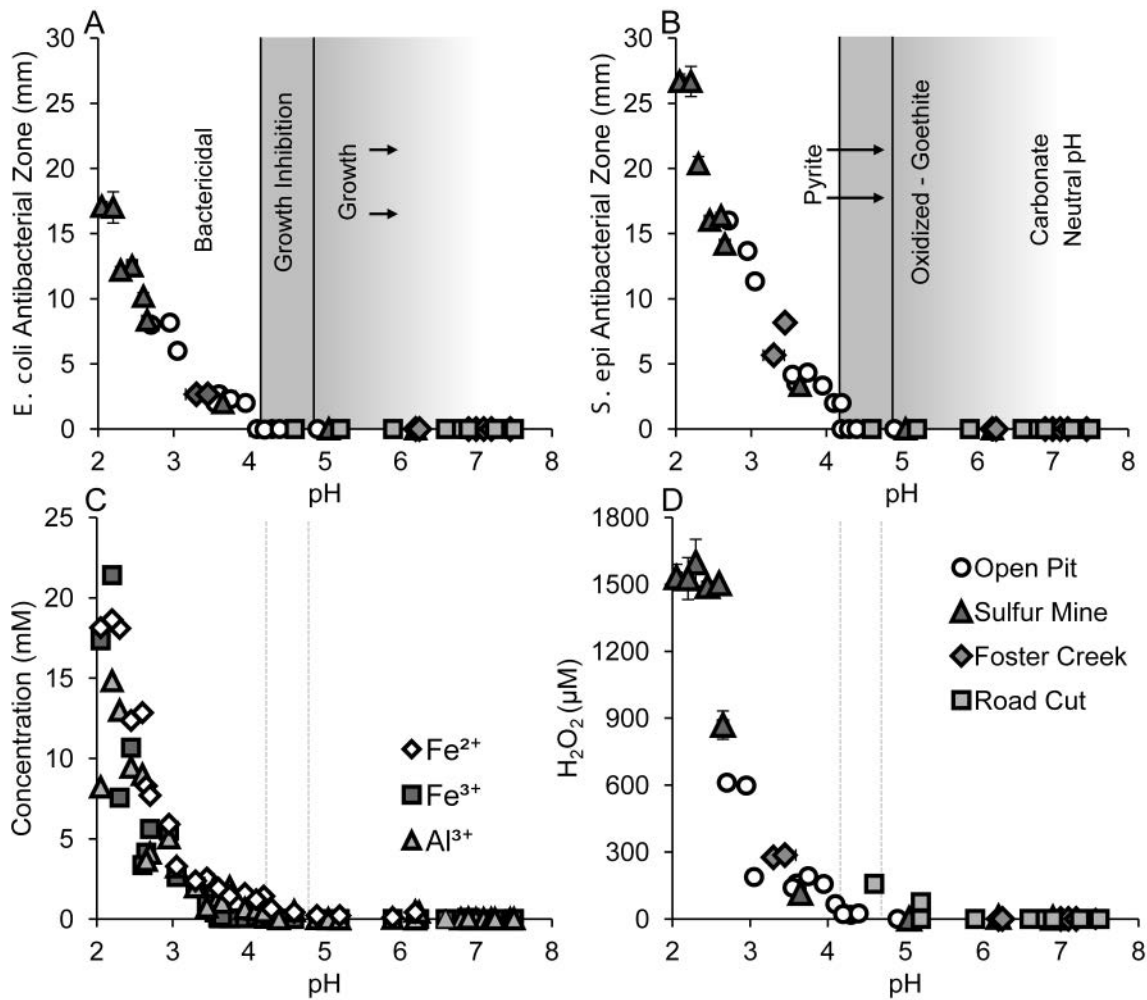 A
E. coli Antibacterial Zone (mm)
30
25
20
15
10
5
0
Bactericidal
Growth Inhibition
Growth
2 3 4 5 6 7 8
pH
B
S. epi Antibacterial Zone (mm)
30
25
20
15
10
5
0
Pyrite
Oxidized - Goethite
Carbonate
Neutral pH
2 3 4 5 6 7 8
pH
C
Concentration (mM)
25
20
15
10
5
0
Fe²⁺
Fe³⁺
Al³⁺
2 3 4 5 6 7 8
pH
D
H₂O₂ (µM)
1800
1500
1200
900
600
300
0
Open Pit
Sulfur Mine
Foster Creek
Road Cut
2 3 4 5 6 7 8
pH